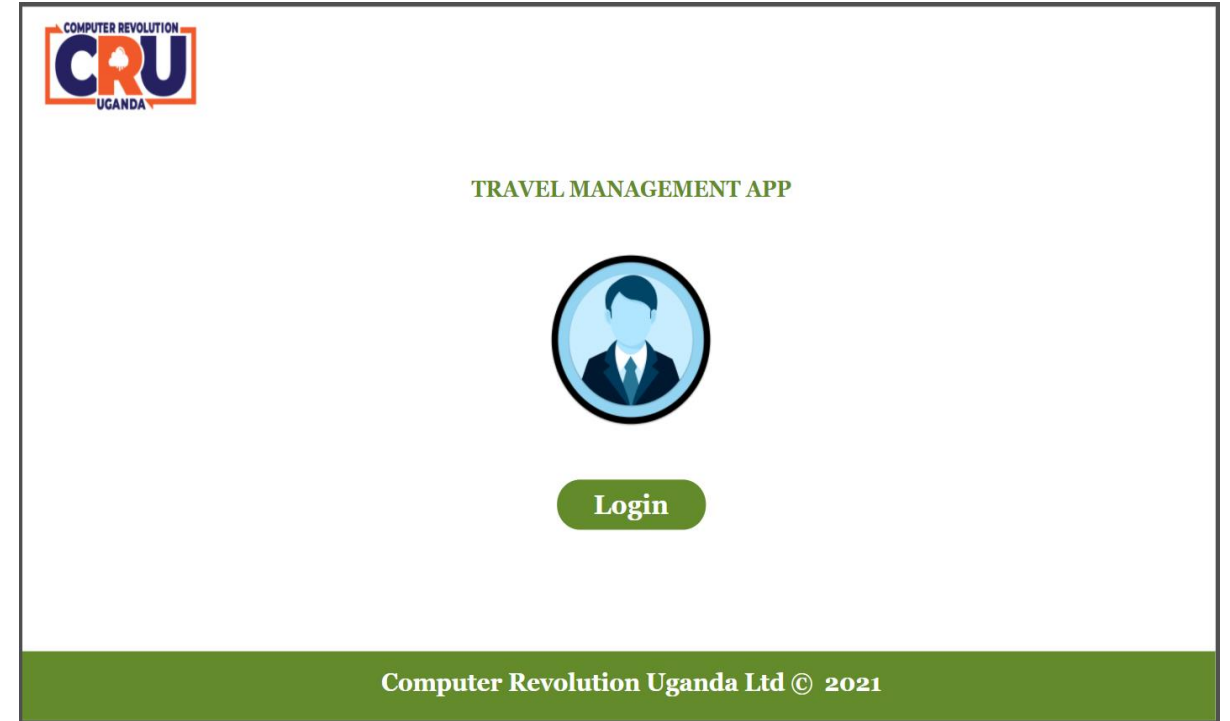 COMPUTER REVOLUTION
CRU
UGANDA
TRAVEL MANAGEMENT APP
Login
Computer Revolution Uganda Ltd © 2021